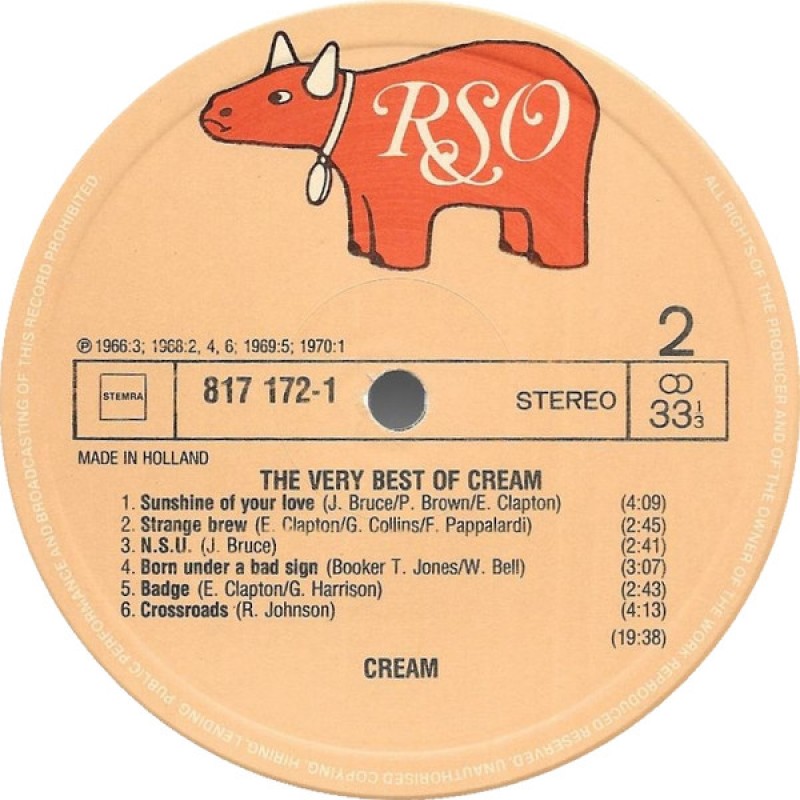 RSO
ALL RIGHTS OF THE PRODUCER AND OF THE OWNER OF THE WORK REPRODUCED RESERVED. UNAUTHORISED COPYING, HIRING, LENDING, PUBLIC PERFORMANCE AND BROADCASTING OF THIS RECORD PROHIBITED.
2
℗ 1966:3; 1968:2, 4, 6; 1969:5; 1970:1
STEMRA 817 172-1 STEREO 33 1/3
MADE IN HOLLAND
THE VERY BEST OF CREAM
1. Sunshine of your love (J. Bruce/P. Brown/E. Clapton) (4:09)
2. Strange brew (E. Clapton/G. Collins/F. Pappalardi) (2:45)
3. N.S.U. (J. Bruce) (2:41)
4. Born under a bad sign (Booker T. Jones/W. Bell) (3:07)
5. Badge (E. Clapton/G. Harrison) (2:43)
6. Crossroads (R. Johnson) (4:13)
(19:38)
CREAM